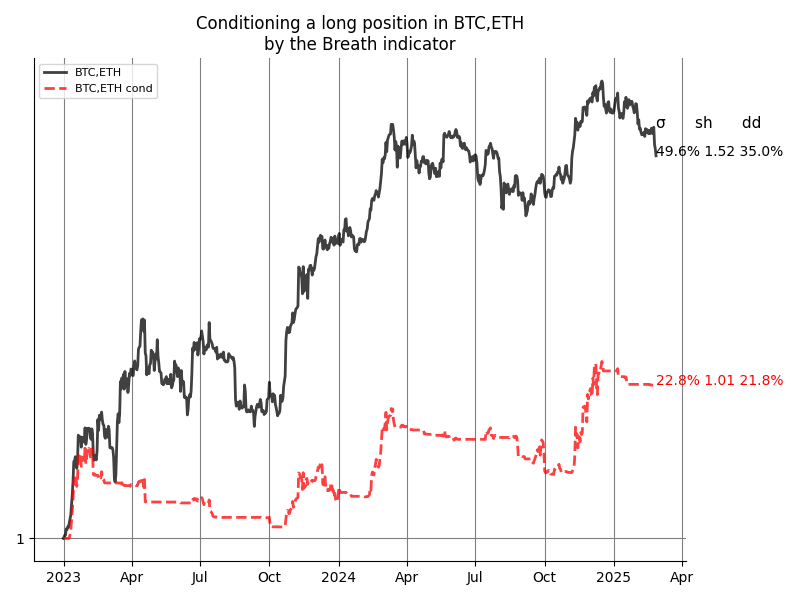 Conditioning a long position in BTC,ETH
by the Breath indicator
BTC,ETH
BTC,ETH cond
σ sh dd
49.6% 1.52 35.0%
22.8% 1.01 21.8%
1
2023 Apr Jul Oct 2024 Apr Jul Oct 2025 Apr